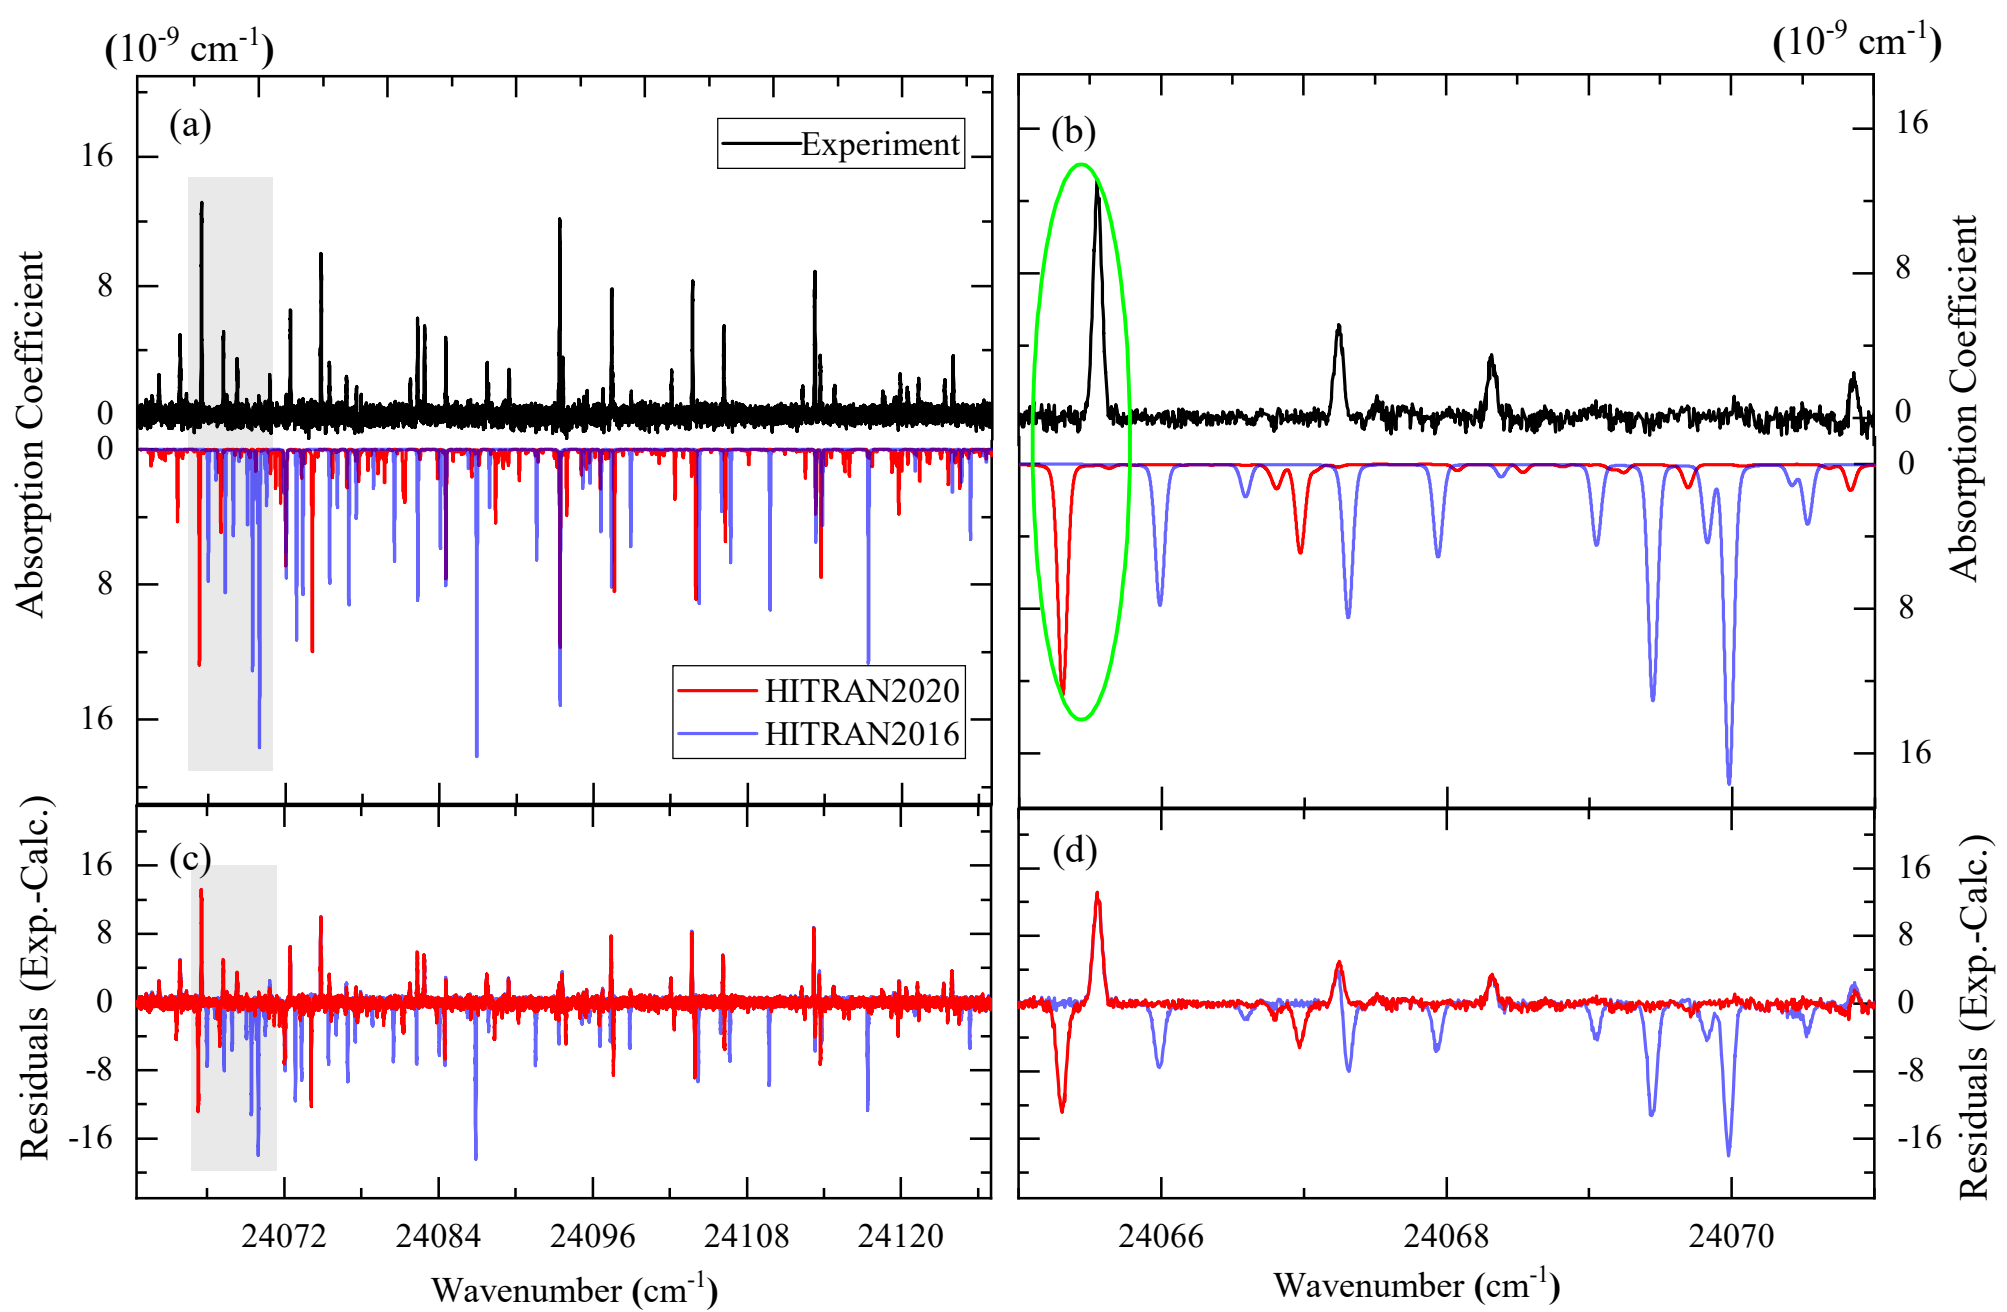 (10⁻⁹ cm⁻¹)
(10⁻⁹ cm⁻¹)
(a)
Experiment
16
8
0
0
8
16
Absorption Coefficient
HITRAN2020
HITRAN2016
(b)
16
8
0
0
8
16
Absorption Coefficient
(c)
16
8
0
-8
-16
Residuals (Exp.-Calc.)
24072 24084 24096 24108 24120
Wavenumber (cm⁻¹)
(d)
16
8
0
-8
-16
Residuals (Exp.-Calc.)
24066 24068 24070
Wavenumber (cm⁻¹)